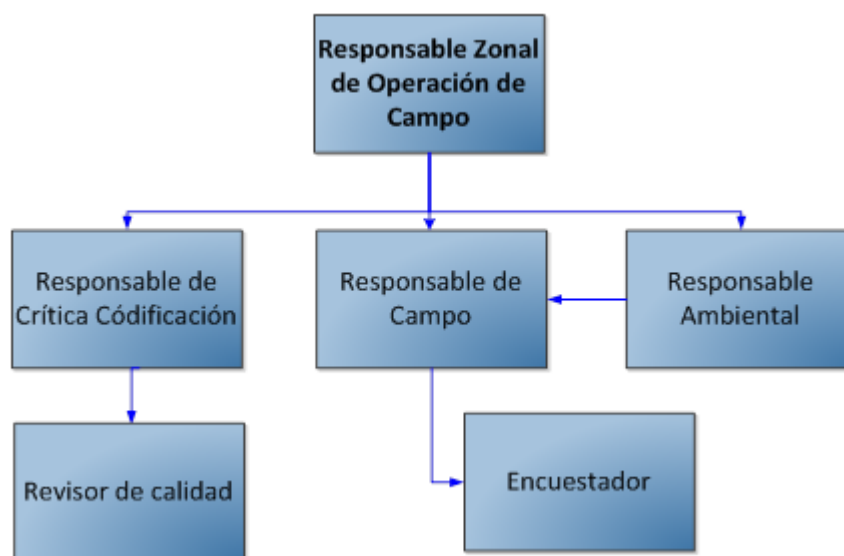 Responsable Zonal
de Operación de
Campo
Responsable de
Crítica Códificación
Responsable de
Campo
Responsable
Ambiental
Revisor de calidad
Encuestador